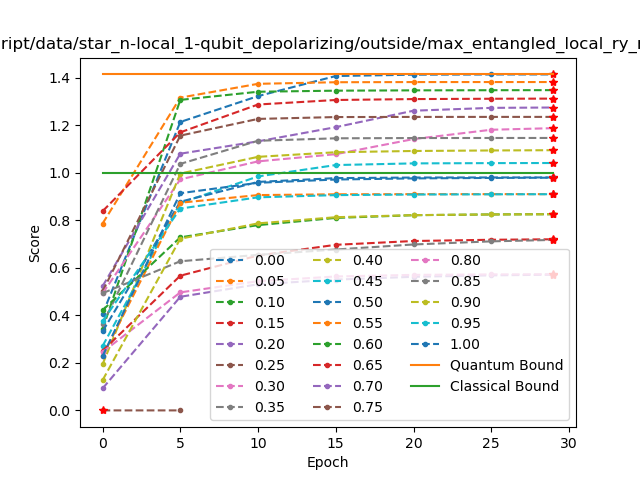 ript/data/star_n-local_1-qubit_depolarizing/outside/max_entangled_local_ry_r
Score
1.4
1.2
1.0
0.8
0.6
0.4
0.2
0.0
0.00 0.40 0.80
0.05 0.45 0.85
0.10 0.50 0.90
0.15 0.55 0.95
0.20 0.60 1.00
0.25 0.65 Quantum Bound
0.30 0.70 Classical Bound
0.35 0.75
0 5 10 15 20 25 30
Epoch